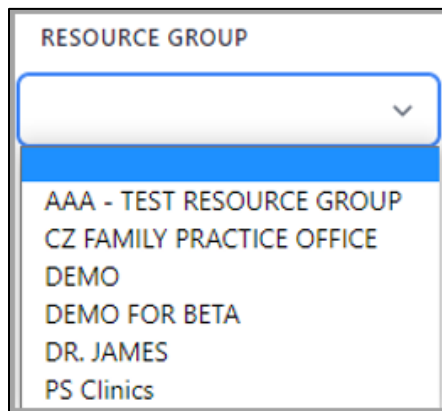 RESOURCE GROUP
AAA - TEST RESOURCE GROUP
CZ FAMILY PRACTICE OFFICE
DEMO
DEMO FOR BETA
DR. JAMES
PS Clinics